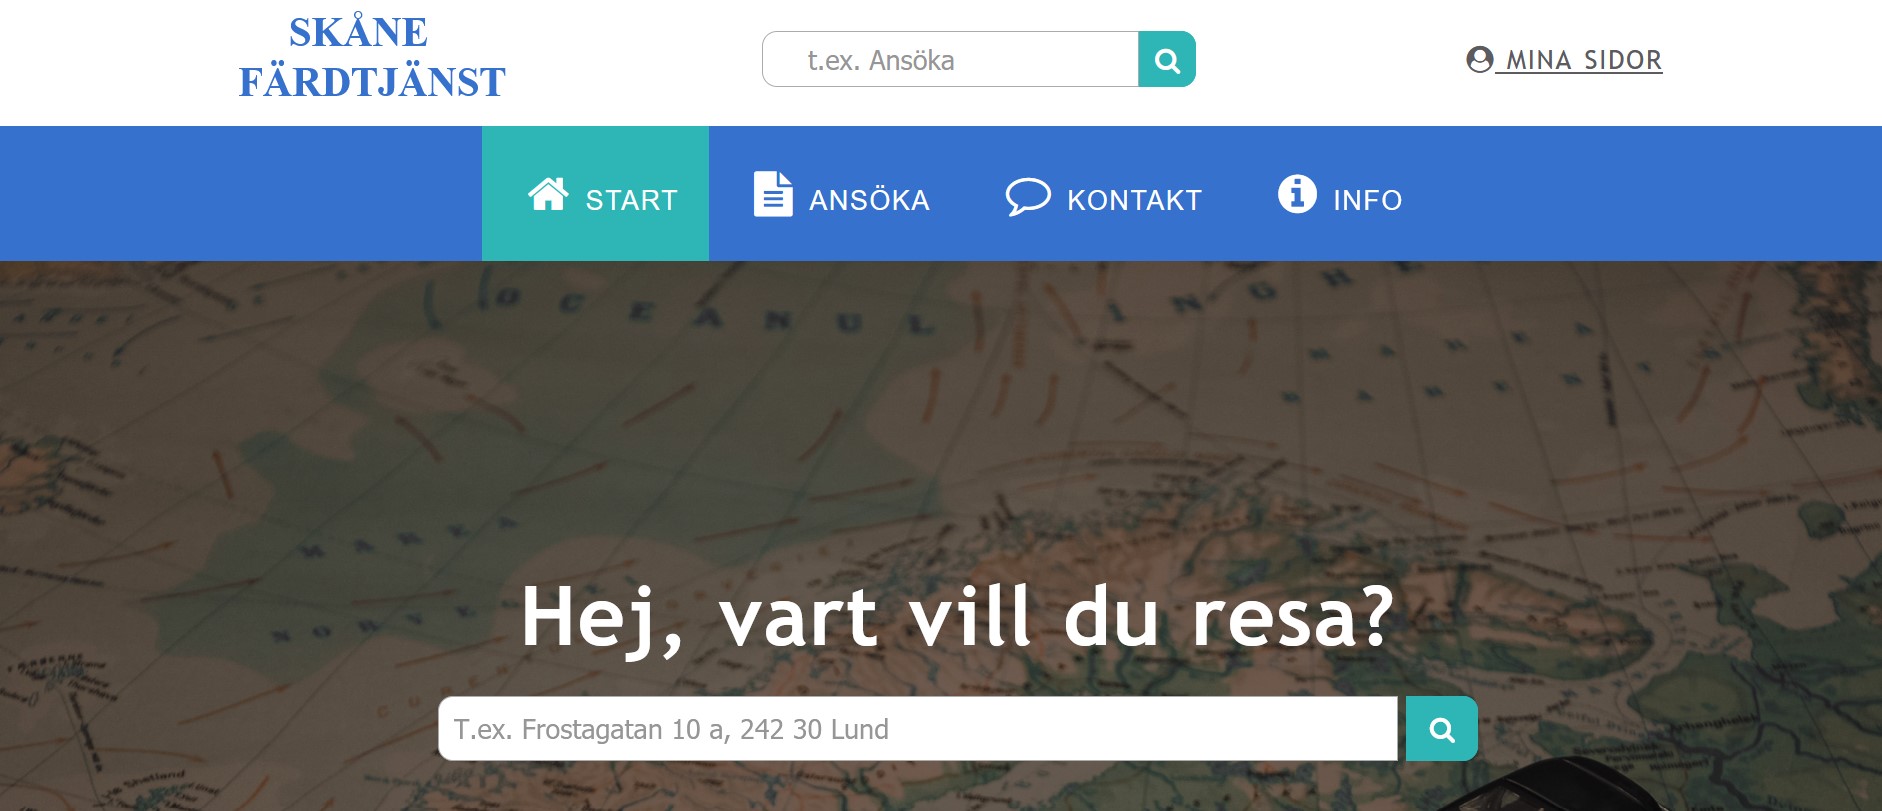 SKÅNE
FÄRDTJÄNST
t.ex. Ansöka
MINA SIDOR
START
ANSÖKA
KONTAKT
INFO
OCEANUL
Hej, vart vill du resa?
T.ex. Frostagatan 10 a, 242 30 Lund